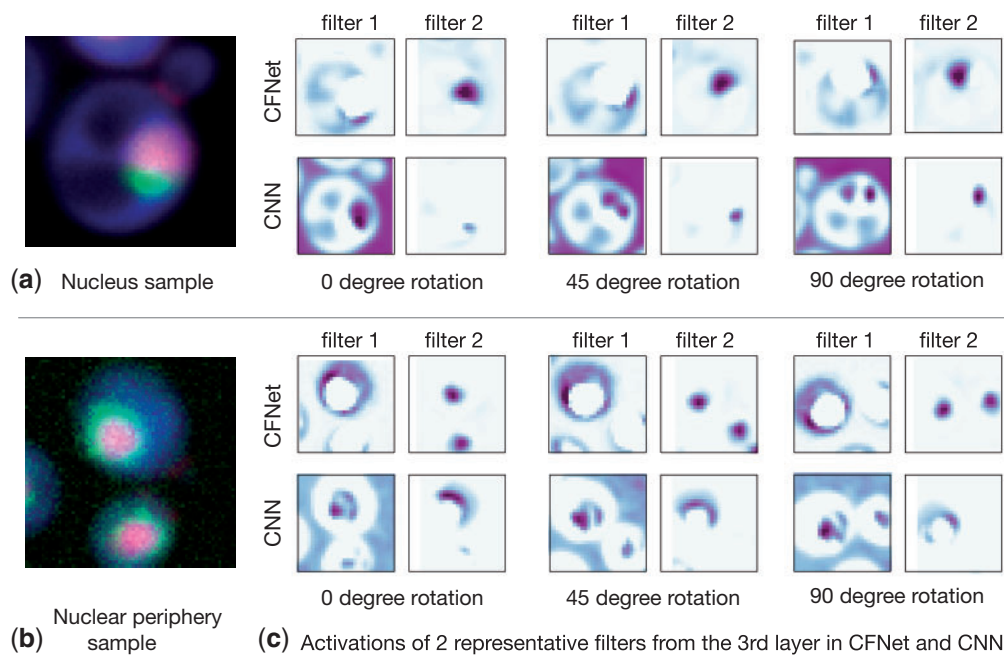 filter 1 filter 2 filter 1 filter 2 filter 1 filter 2
CFNet
CNN
(a) Nucleus sample 0 degree rotation 45 degree rotation 90 degree rotation
filter 1 filter 2 filter 1 filter 2 filter 1 filter 2
CFNet
CNN
0 degree rotation 45 degree rotation 90 degree rotation
Nuclear periphery
(b) sample
(c) Activations of 2 representative filters from the 3rd layer in CFNet and CNN